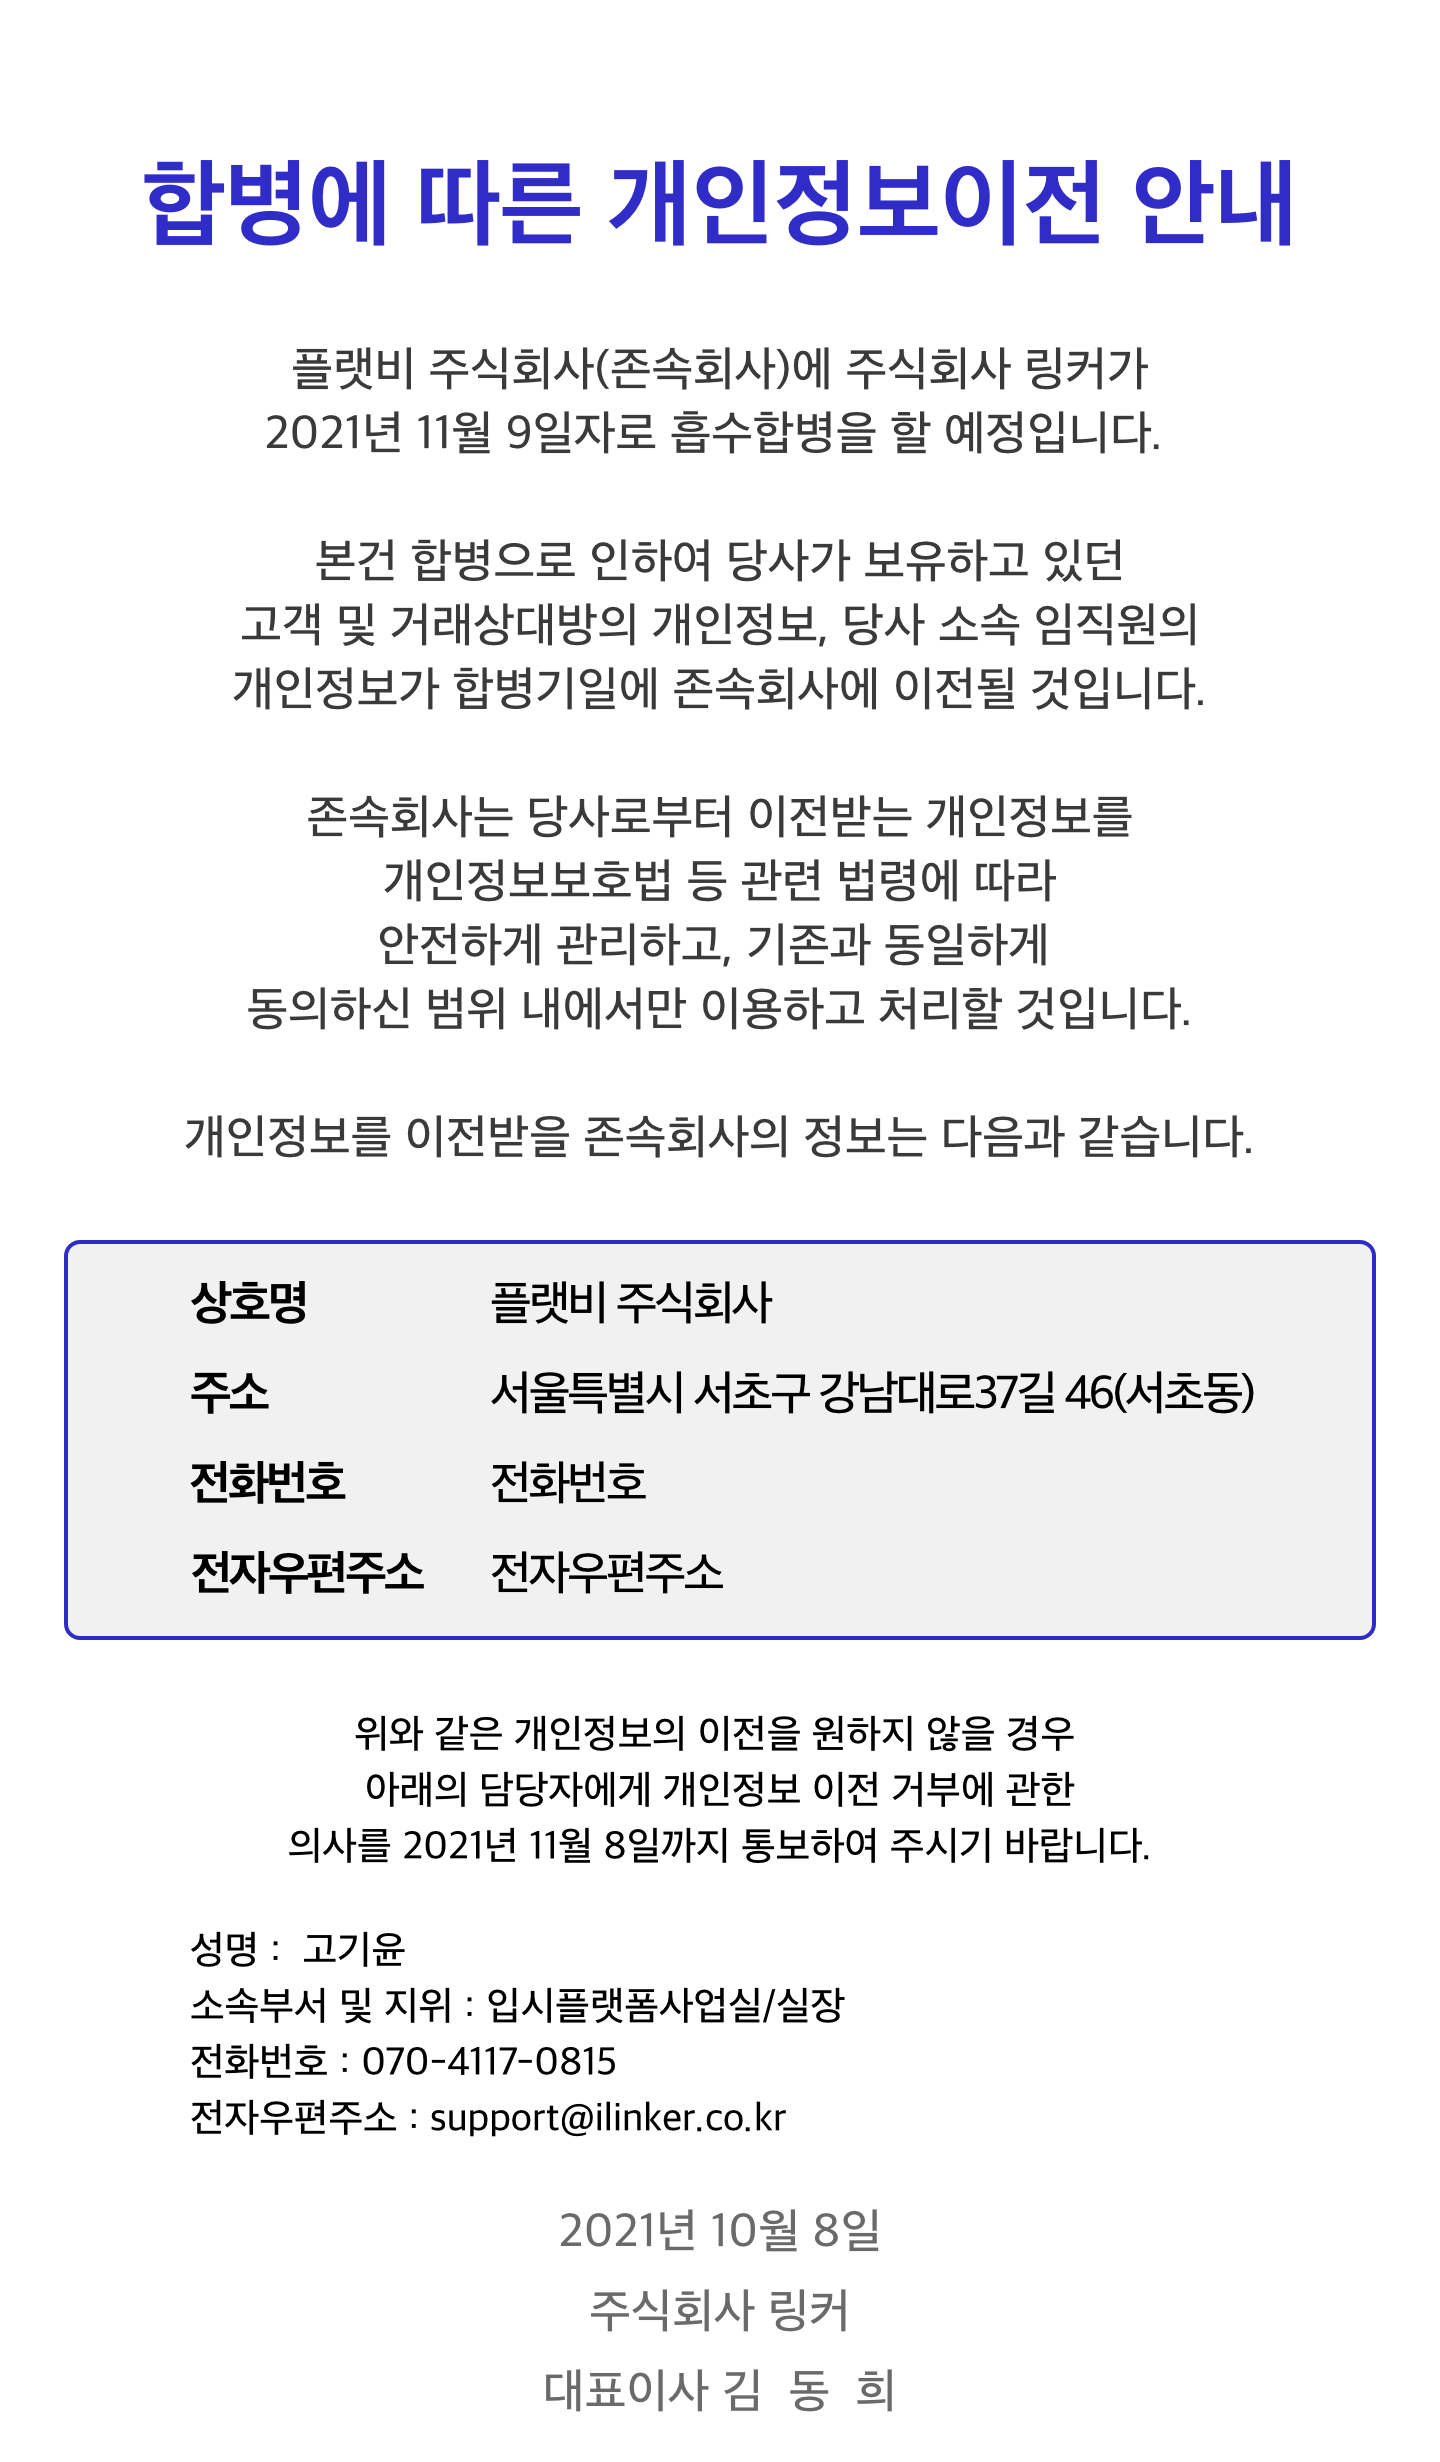 합병에 따른 개인정보이전 안내
플랫비 주식회사(존속회사)에 주식회사 링커가
2021년 11월 9일자로 흡수합병을 할 예정입니다.
본건 합병으로 인하여 당사가 보유하고 있던
고객 및 거래상대방의 개인정보, 당사 소속 임직원의
개인정보가 합병기일에 존속회사에 이전될 것입니다.
존속회사는 당사로부터 이전받는 개인정보를
개인정보보호법 등 관련 법령에 따라
안전하게 관리하고, 기존과 동일하게
동의하신 범위 내에서만 이용하고 처리할 것입니다.
개인정보를 이전받을 존속회사의 정보는 다음과 같습니다.
상호명 플랫비 주식회사
주소 서울특별시 서초구 강남대로37길 46(서초동)
전화번호 전화번호
전자우편주소 전자우편주소
위와 같은 개인정보의 이전을 원하지 않을 경우
아래의 담당자에게 개인정보 이전 거부에 관한
의사를 2021년 11월 8일까지 통보하여 주시기 바랍니다.
성명 : 고기윤
소속부서 및 지위 : 입시플랫폼사업실/실장
전화번호 : 070-4117-0815
전자우편주소 : support@ilinker.co.kr
2021년 10월 8일
주식회사 링커
대표이사 김 동 희